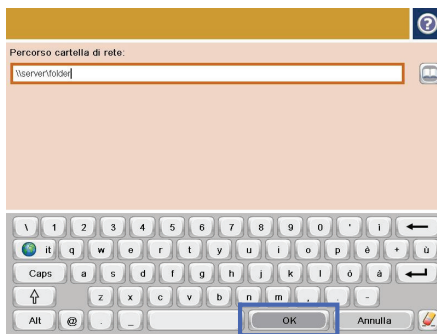 ?
Percorso cartella di rete:
\\server\folder
\ 1 2 3 4 5 6 7 8 9 0 ' ì
it q w e r t y u i o p é + ù
Caps a s d f g h j k l ò à
z x c v b n m , . -
Alt @ . _ OK Annulla